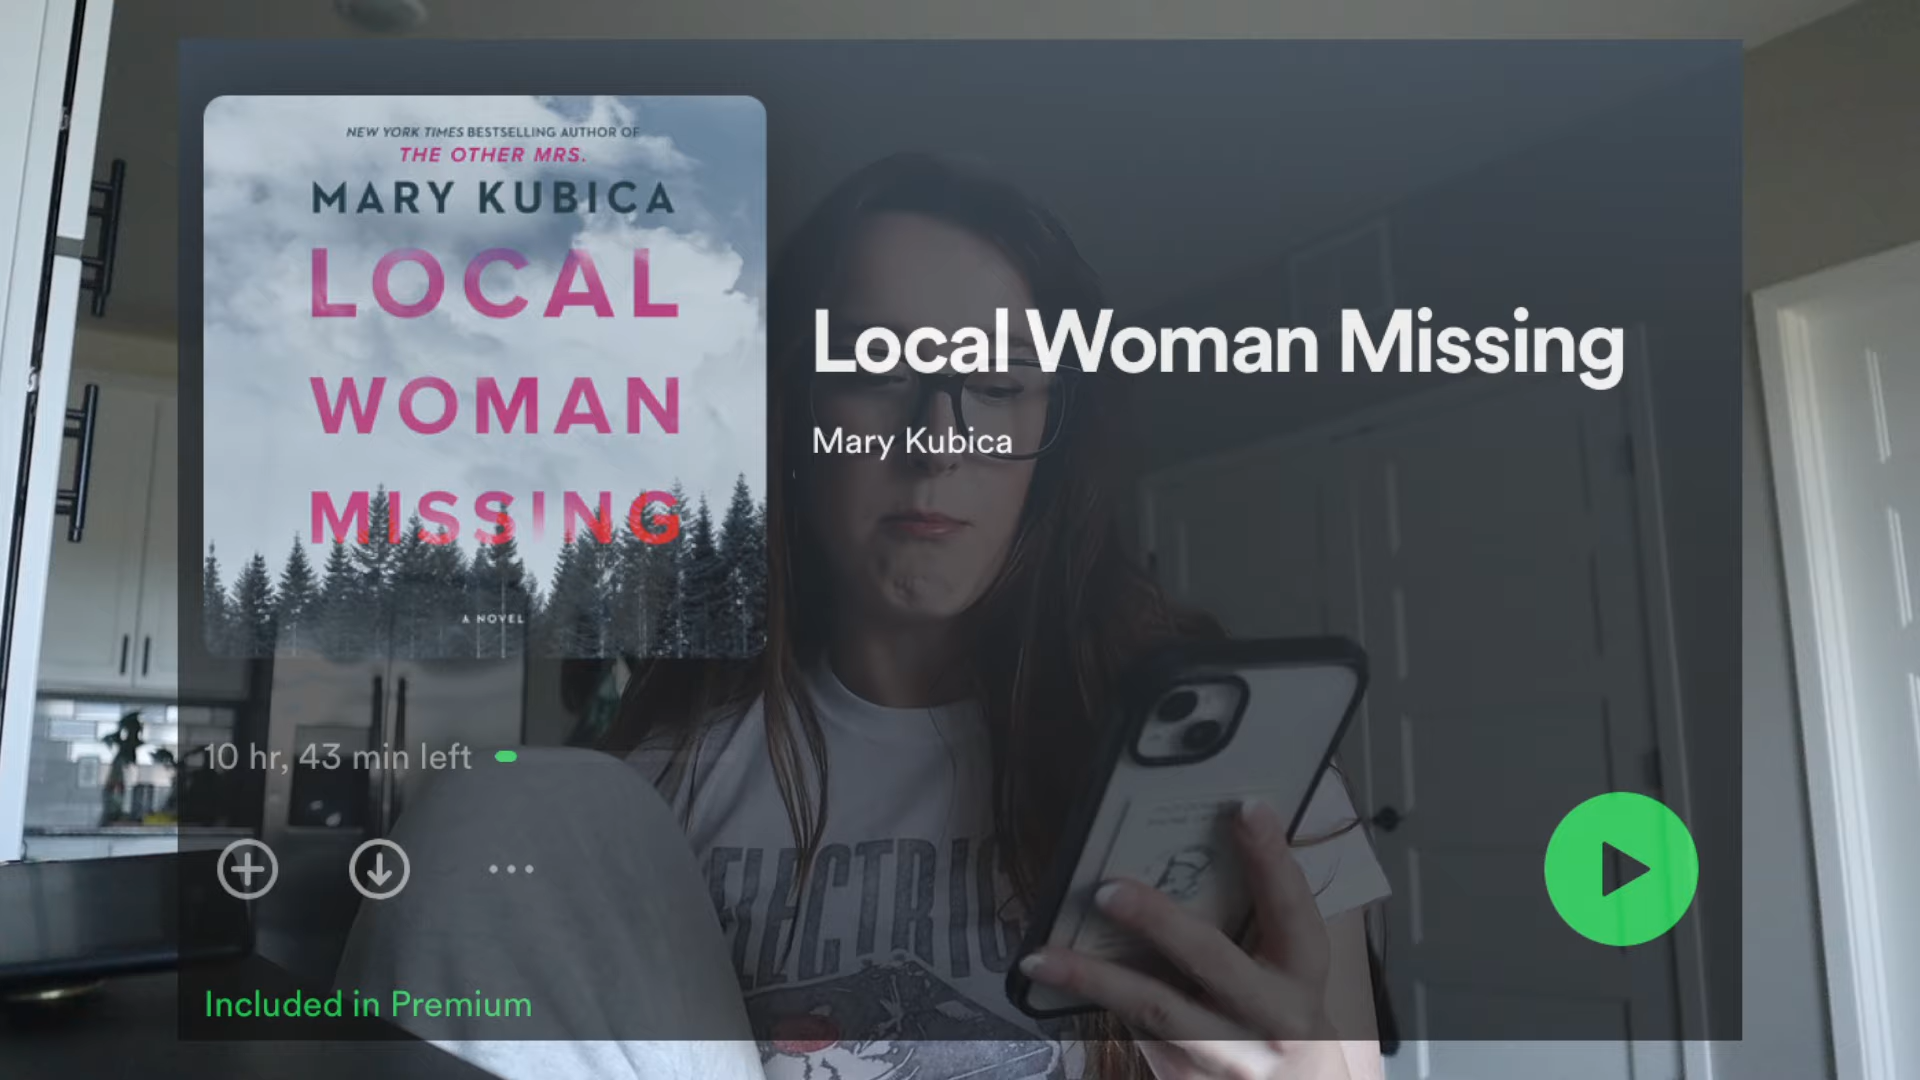 NEW YORK TIMES BESTSELLING AUTHOR OF
THE OTHER MRS.
MARY KUBICA
LOCAL
WOMAN
MISSING
A NOVEL
Local Woman Missing
Mary Kubica
10 hr, 43 min left
Included in Premium
ELECTRIC